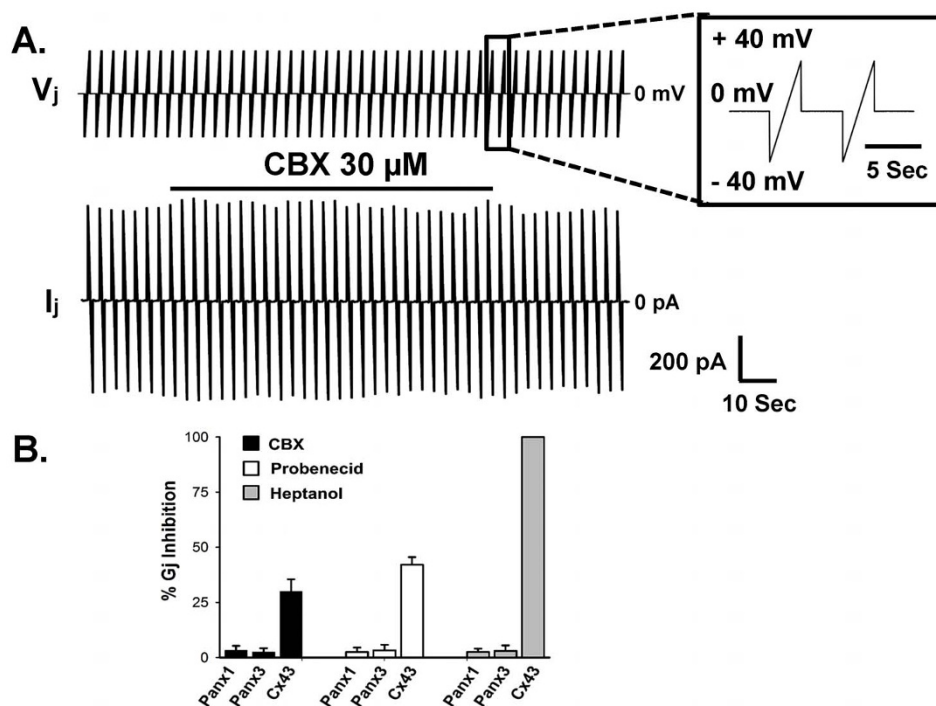 A.
Vj
0 mV
+ 40 mV
0 mV
- 40 mV
5 Sec
CBX 30 µM
Ij
0 pA
200 pA
10 Sec
B.
% Gj Inhibition
100
75
50
25
0
CBX
Probenecid
Heptanol
Panx1
Panx3
Cx43
Panx1
Panx3
Cx43
Panx1
Panx3
Cx43